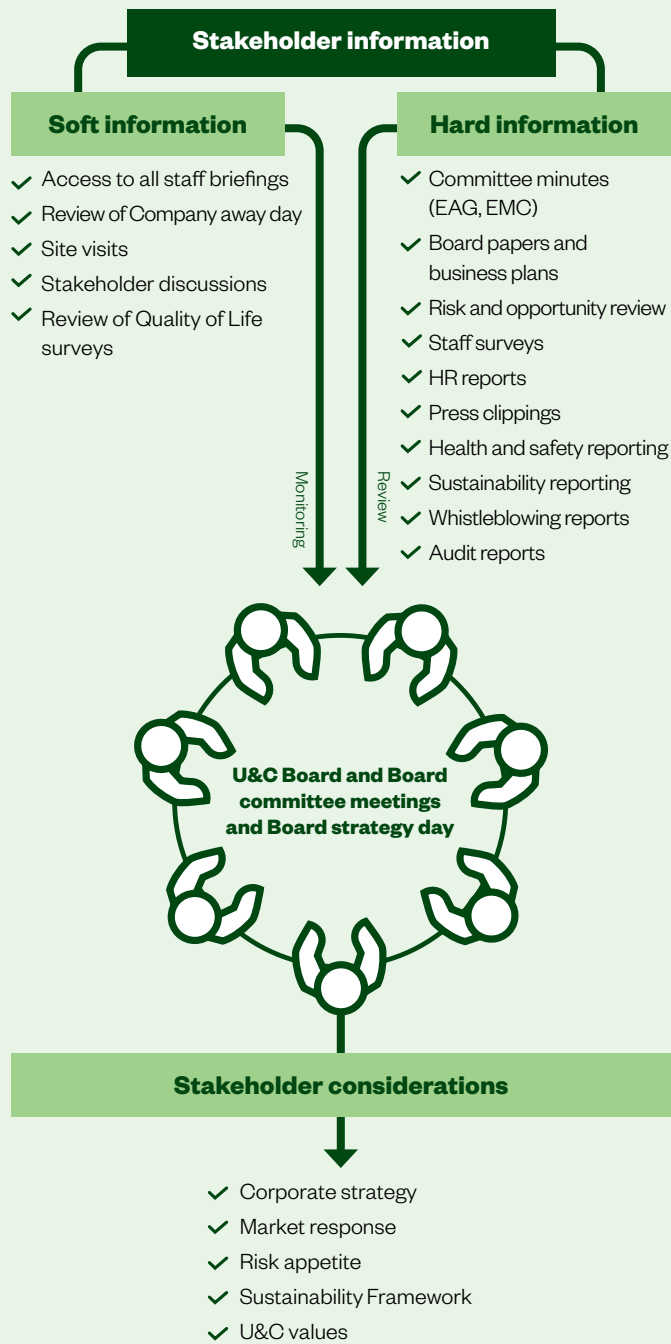 Stakeholder information
Soft information
Access to all staff briefings
Review of Company away day
Site visits
Stakeholder discussions
Review of Quality of Life
surveys
Hard information
Committee minutes
(EAG, EMC)
Board papers and
business plans
Risk and opportunity review
Staff surveys
HR reports
Press clippings
Health and safety reporting
Sustainability reporting
Whistleblowing reports
Audit reports
Monitoring
Review
U&C Board and Board
committee meetings
and Board strategy day
Stakeholder considerations
Corporate strategy
Market response
Risk appetite
Sustainability Framework
U&C values